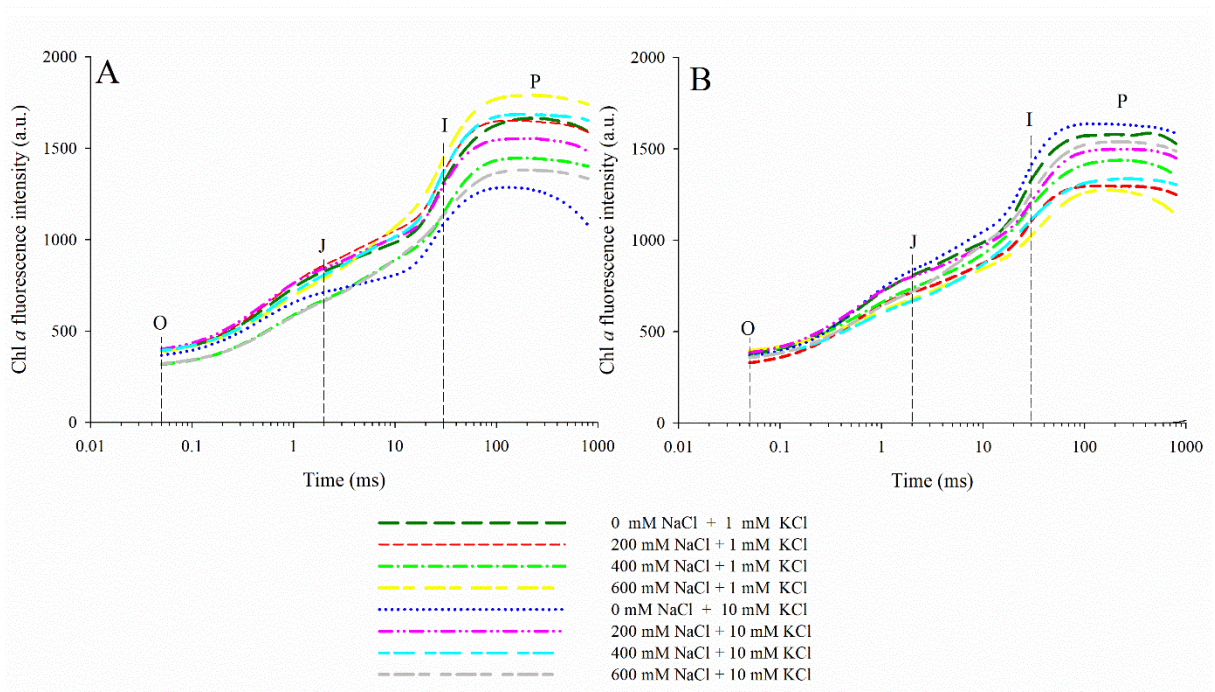 A
Chl a fluorescence intensity (a.u.)
2000
1500
1000
500
0
O
J
I
P
0.01
0.1
1
10
100
1000
Time (ms)
B
Chl a fluorescence intensity (a.u.)
2000
1500
1000
500
0
O
J
I
P
0.01
0.1
1
10
100
1000
Time (ms)
0 mM NaCl + 1 mM KCl
200 mM NaCl + 1 mM KCl
400 mM NaCl + 1 mM KCl
600 mM NaCl + 1 mM KCl
0 mM NaCl + 10 mM KCl
200 mM NaCl + 10 mM KCl
400 mM NaCl + 10 mM KCl
600 mM NaCl + 10 mM KCl